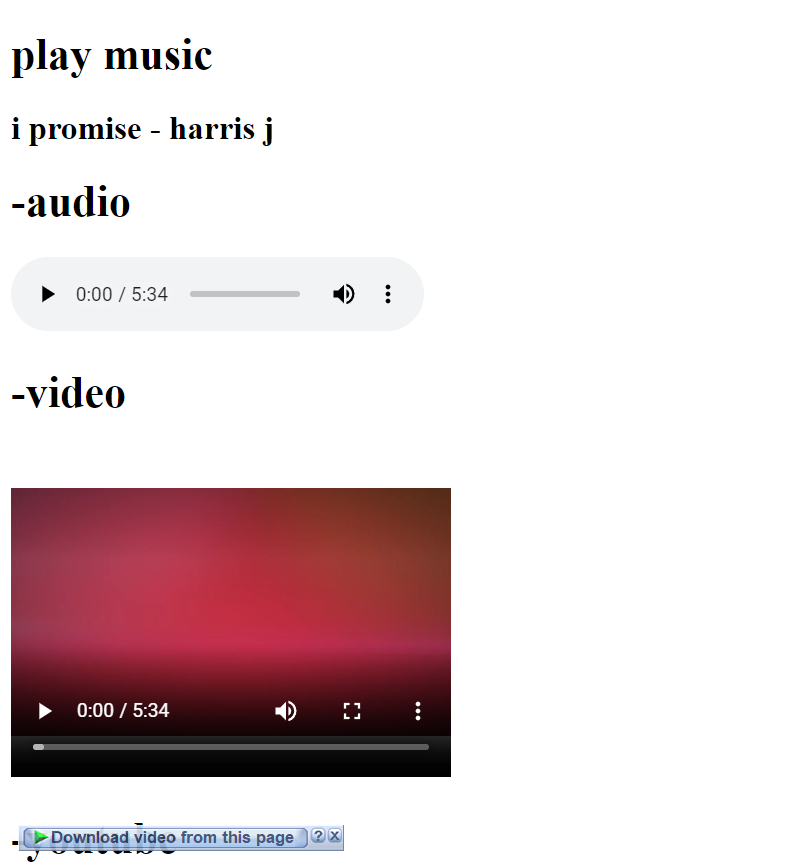 play music
i promise - harris j
-audio
0:00 / 5:34
-video
0:00 / 5:34
-youtube
Download video from this page ? X